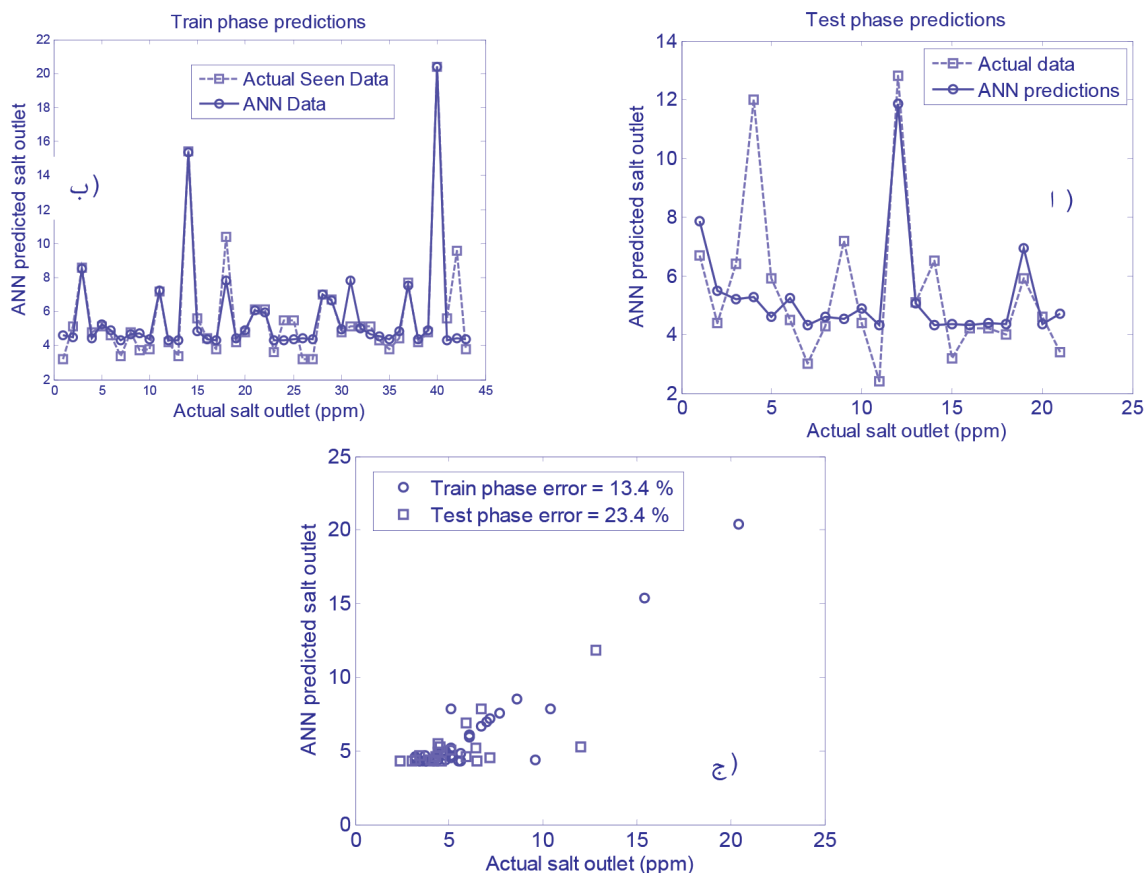 Train phase predictions
22
20
18
16
14
12
10
8
6
4
2
0
5
10
15
20
25
30
35
40
45
Actual Seen Data
ANN Data
ب)
ANN predicted salt outlet
Actual salt outlet (ppm)
Test phase predictions
14
12
10
8
6
4
2
0
5
10
15
20
25
Actual data
ANN predictions
ا)
ANN predicted salt outlet
Actual salt outlet (ppm)
25
20
15
10
5
0
0
5
10
15
20
25
Train phase error = 13.4 %
Test phase error = 23.4 %
ج)
ANN predicted salt outlet
Actual salt outlet (ppm)